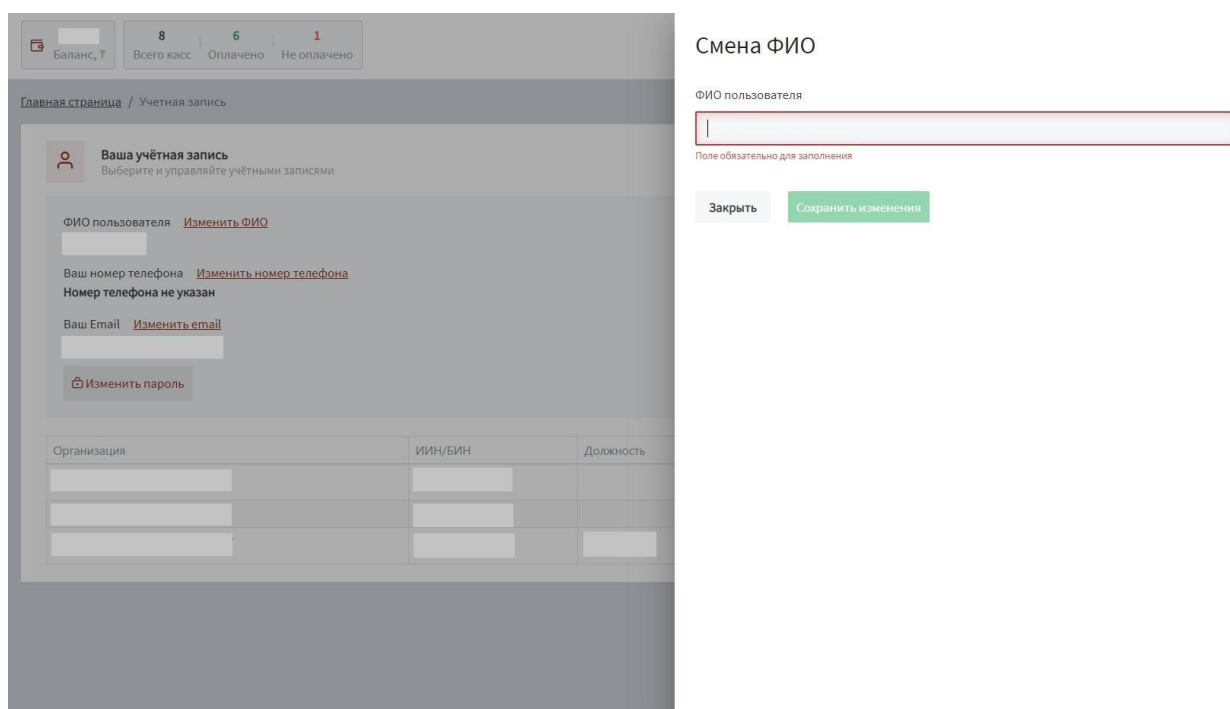 8 6 1
Баланс, ₸ Всего касс Оплачено Не оплачено
Главная страница / Учетная запись
Ваша учётная запись
Выберите и управляйте учётными записями
ФИО пользователя Изменить ФИО
Ваш номер телефона Изменить номер телефона
Номер телефона не указан
Ваш Email Изменить email
Изменить пароль
Организация ИИН/БИН Должность
Смена ФИО
ФИО пользователя
Поле обязательно для заполнения
Закрыть Сохранить изменения